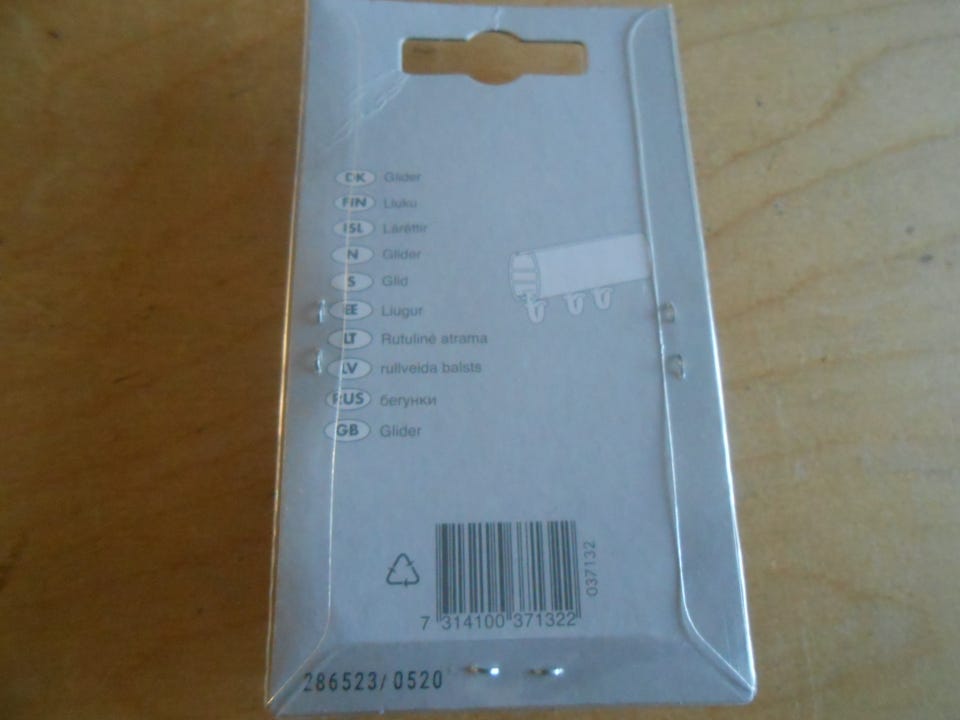 DK Glider
FIN Liuku
ISL Láréttir
N Glider
S Glid
EE Liugur
LT Rutulinė atrama
LV rullveida balsts
RUS бегунки
GB Glider
037132
7 314100 371322
286523/0520